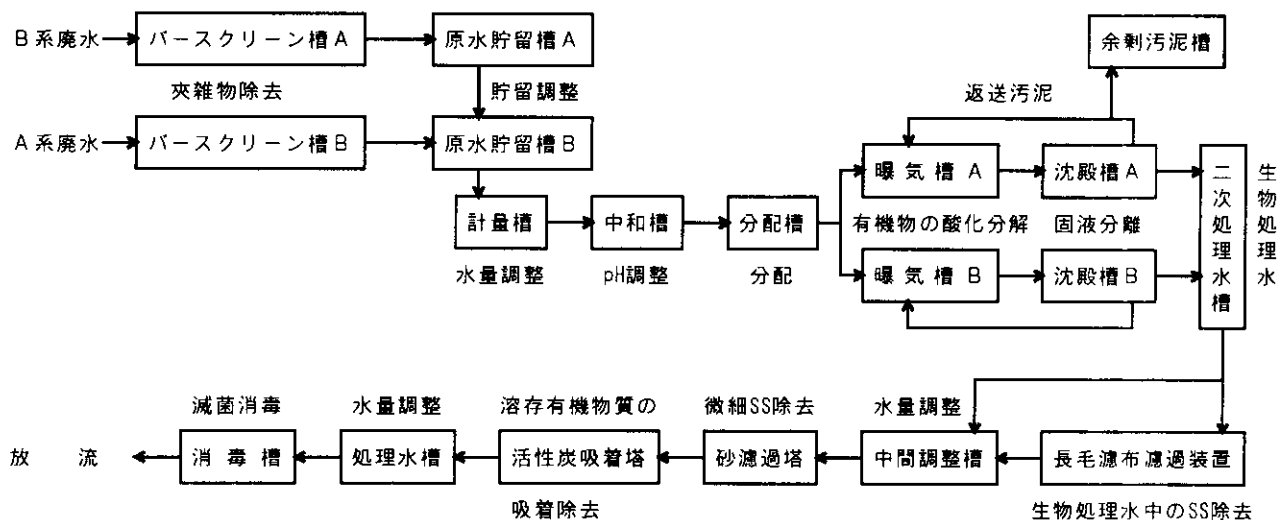 B系廃水
バースクリーン槽A
原水貯留槽A
余剰汚泥槽
夾雑物除去
貯留調整
返送汚泥
A系廃水
バースクリーン槽B
原水貯留槽B
曝気槽A
沈殿槽A
二次処理水槽
生物処理水
計量槽
中和槽
分配槽
有機物の酸化分解
固液分離
水量調整
pH調整
分配
曝気槽B
沈殿槽B
滅菌消毒
水量調整
溶存有機物質の
微細SS除去
水量調整
放流
消毒槽
処理水槽
活性炭吸着塔
砂濾過塔
中間調整槽
長毛濾布濾過装置
吸着除去
生物処理水中のSS除去